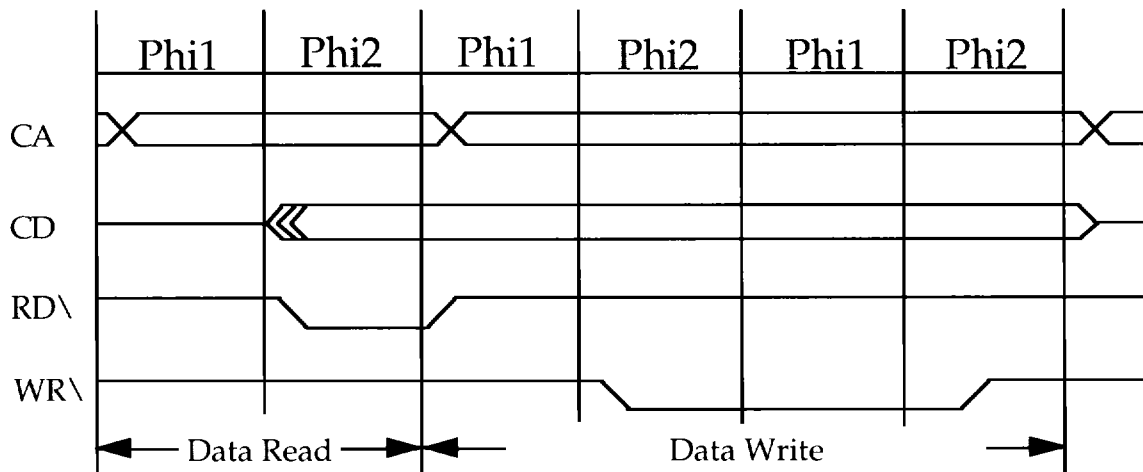 Phi1 Phi2 Phi1 Phi2 Phi1 Phi2
CA
CD
RD\
WR\
Data Read Data Write